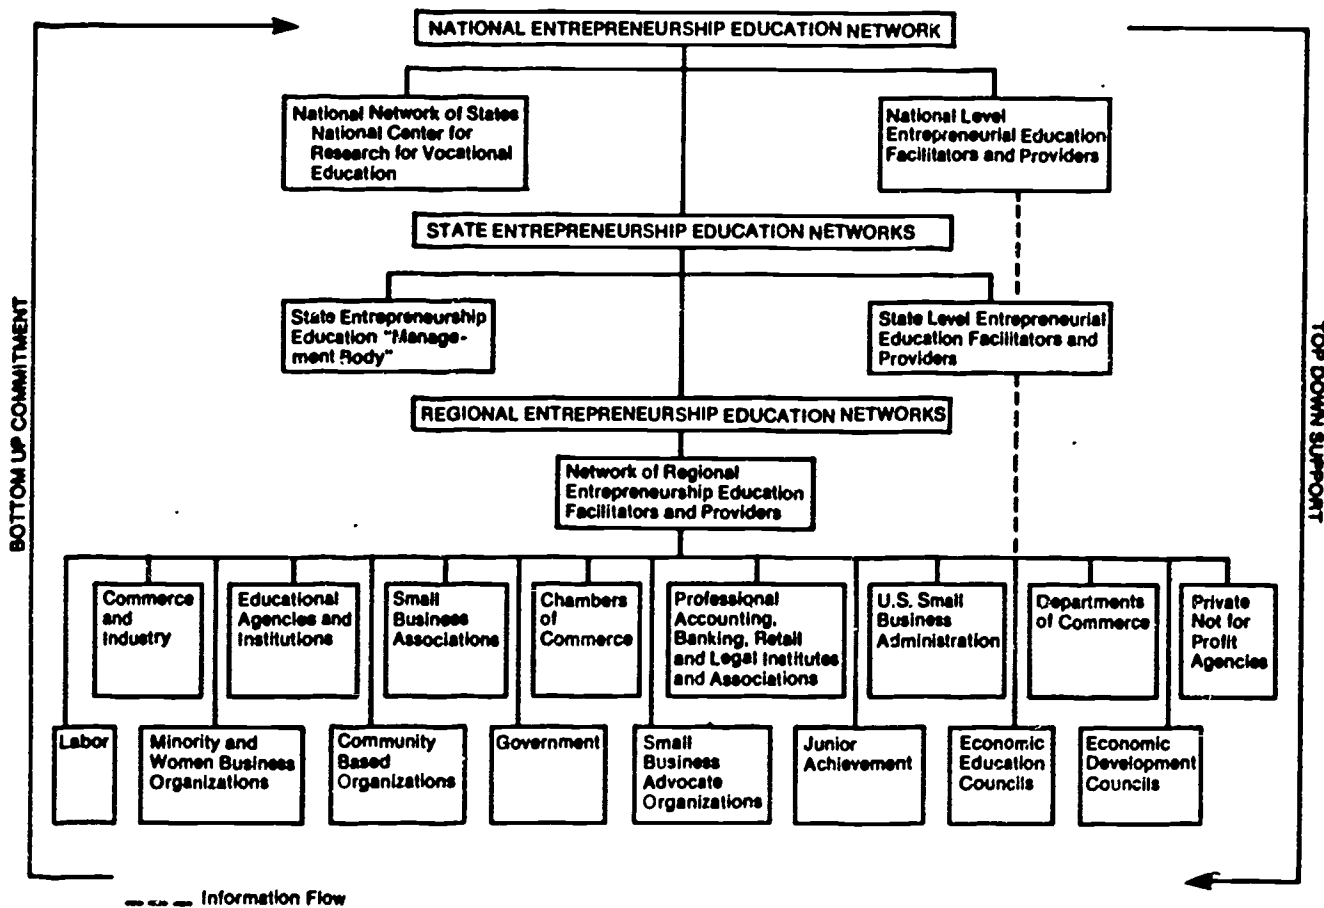 NATIONAL ENTREPRENEURSHIP EDUCATION NETWORK
National Network of States
National Center for
Research for Vocational
Education
National Level
Entrepreneurial Education
Facilitators and Providers
STATE ENTREPRENEURSHIP EDUCATION NETWORKS
State Entrepreneurship
Education "Manage-
ment Body"
State Level Entrepreneurial
Education Facilitators and
Providers
BOTTOM UP COMMITMENT
TOP DOWN SUPPORT
REGIONAL ENTREPRENEURSHIP EDUCATION NETWORKS
Network of Regional
Entrepreneurship Education
Facilitators and Providers
Commerce
and
Industry
Educational
Agencies and
Institutions
Small
Business
Associations
Chambers
of
Commerce
Professional
Accounting,
Banking, Retail
and Legal Institutes
and Associations
U.S. Small
Business
Administration
Departments
of Commerce
Private
Not for
Profit
Agencies
Labor
Minority and
Women Business
Organizations
Community
Based
Organizations
Government
Small
Business
Advocate
Organizations
Junior
Achievement
Economic
Education
Councils
Economic
Development
Councils
Information Flow